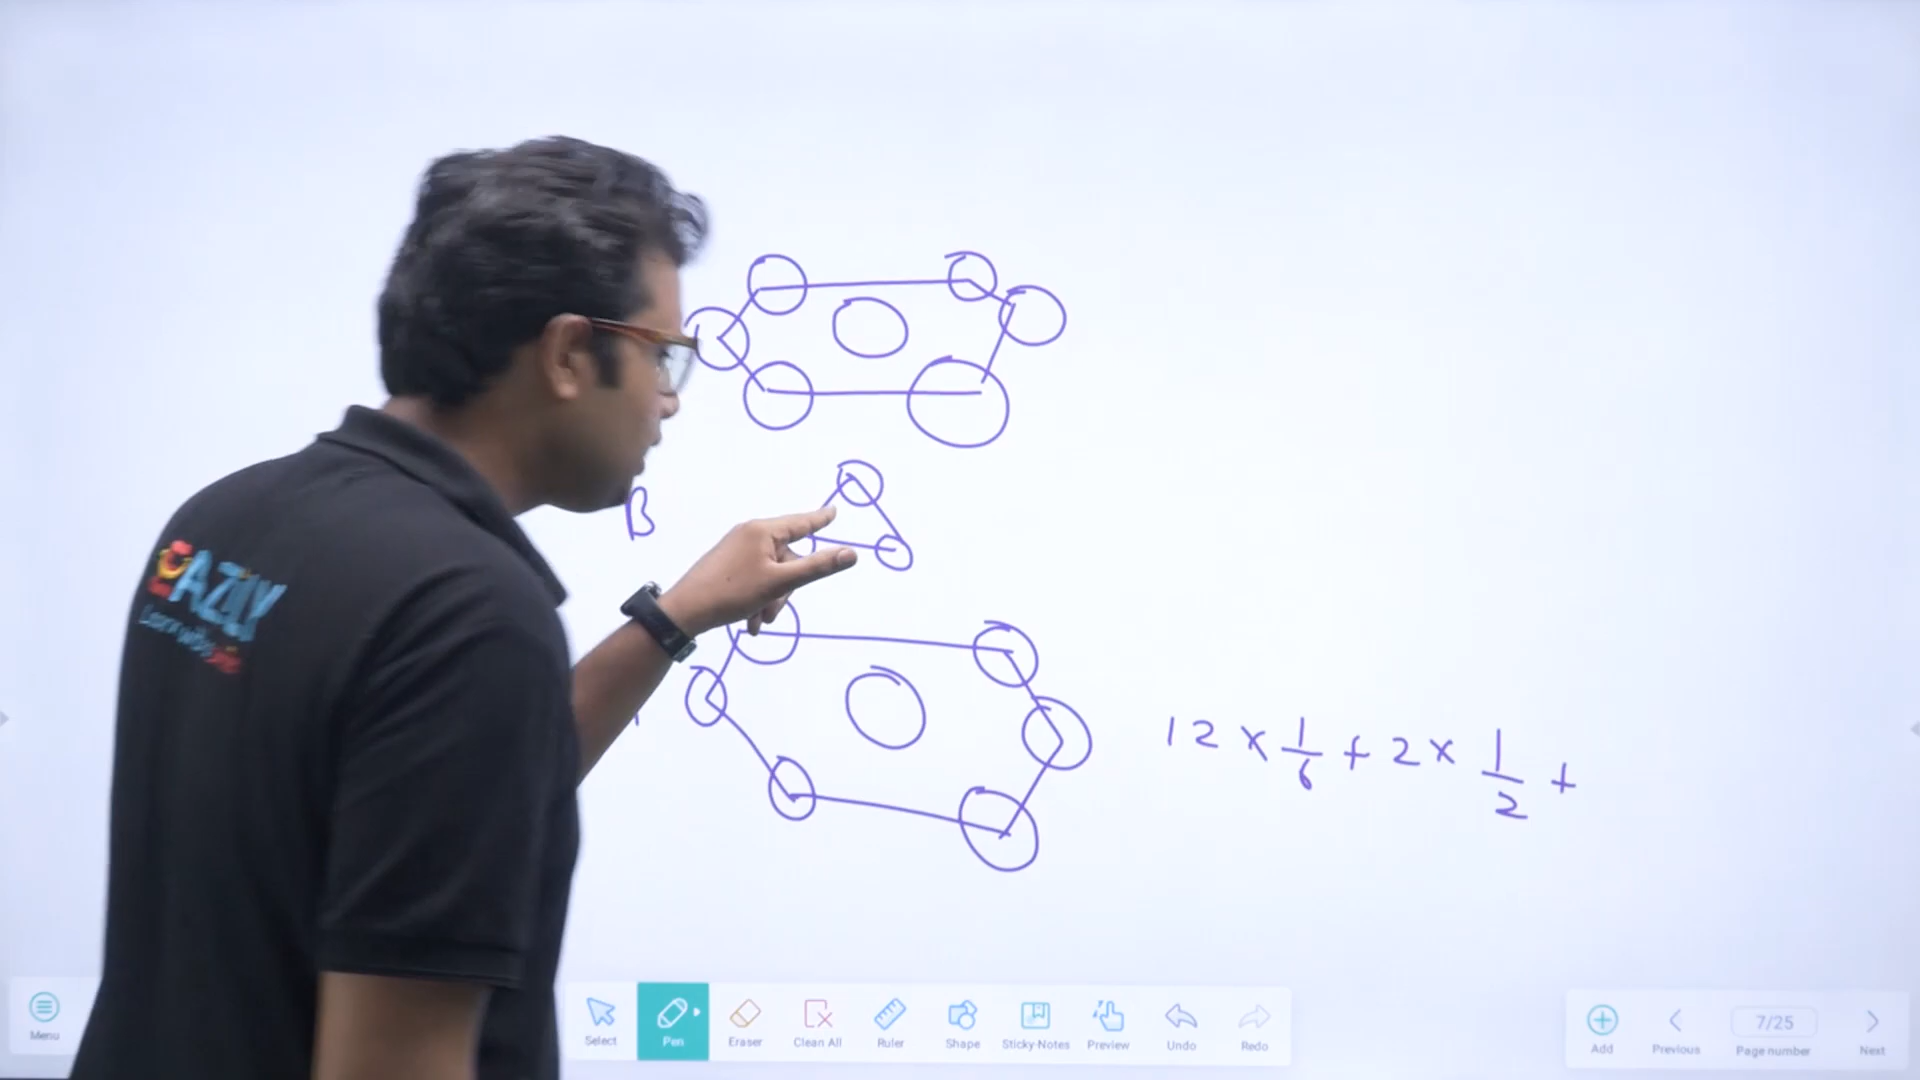 B
12 × 1/6 + 2 × 1/2 +
EAZILY
Menu
Select
Pen
Eraser
Clean All
Ruler
Shape
Sticky Notes
Preview
Undo
Redo
Add
Previous
7/25
Page number
Next